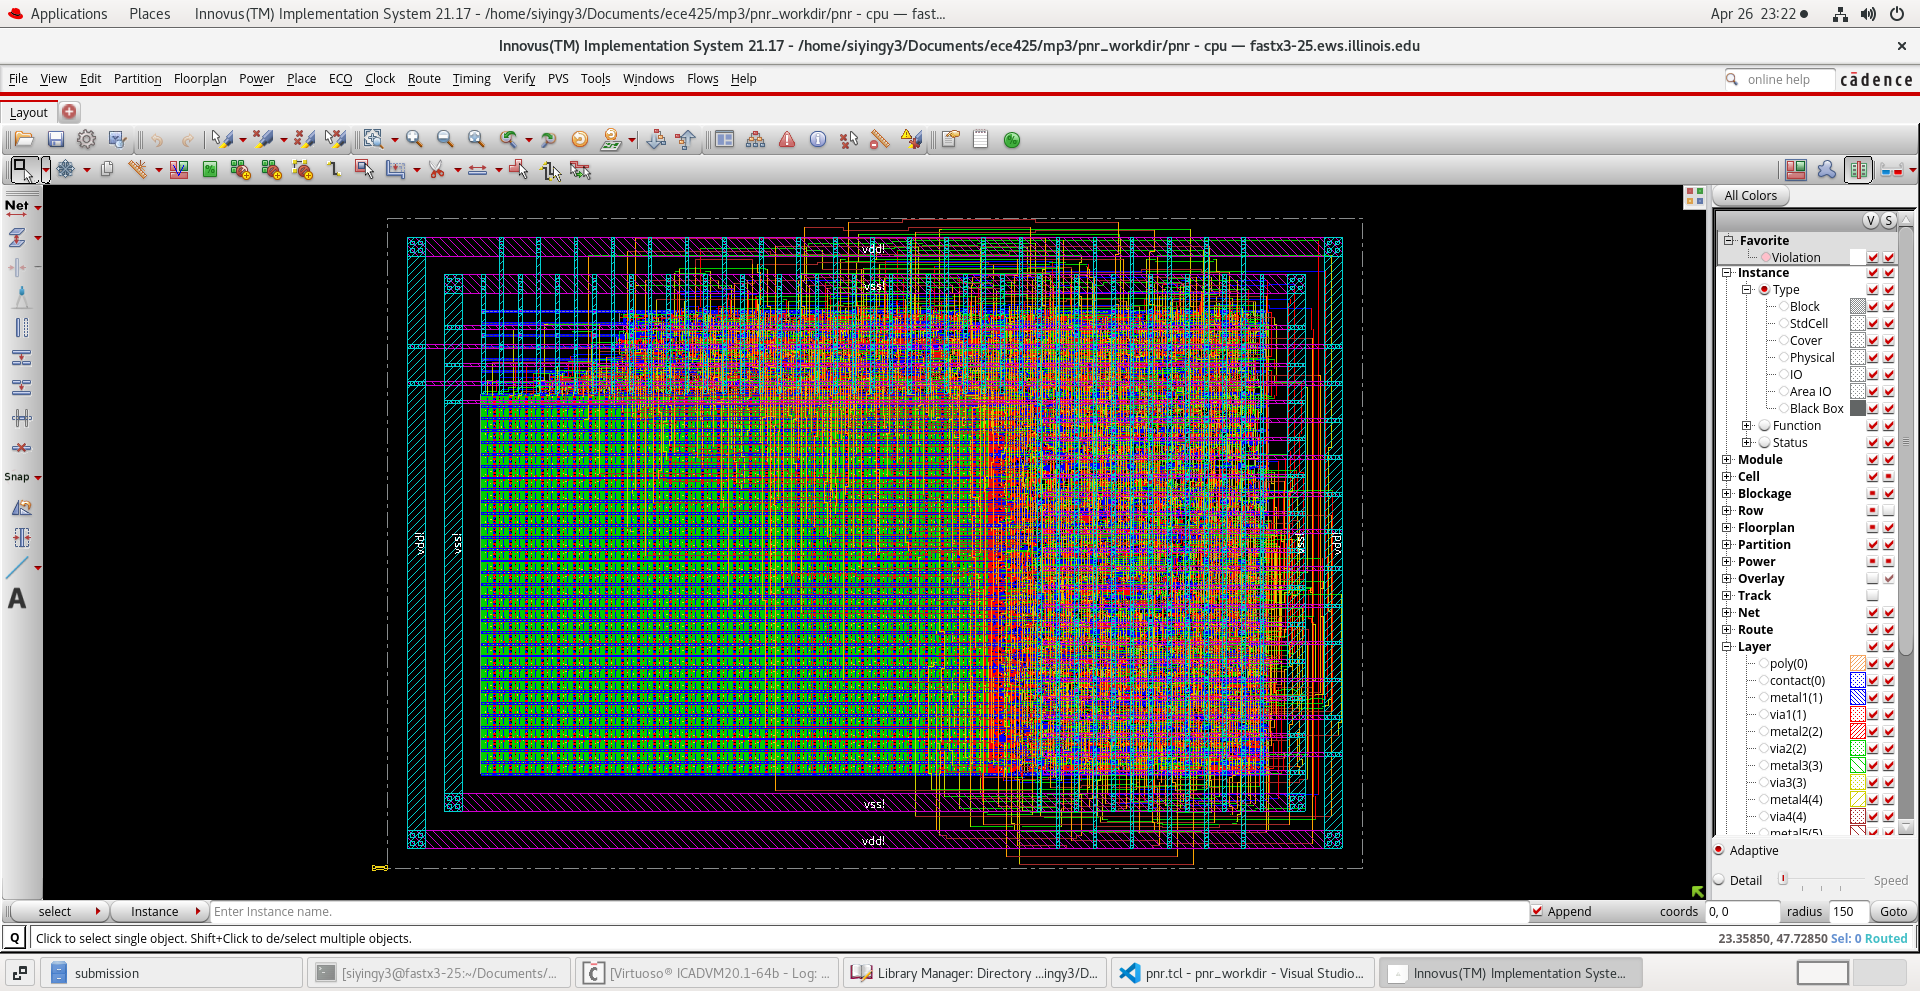 Applications Places Innovus(TM) Implementation System 21.17 - /home/siyingy3/Documents/ece425/mp3/pnr_workdir/pnr - cpu — fast... Apr 26 23:22
Innovus(TM) Implementation System 21.17 - /home/siyingy3/Documents/ece425/mp3/pnr_workdir/pnr - cpu — fastx3-25.ews.illinois.edu
File View Edit Partition Floorplan Power Place ECO Clock Route Timing Verify PVS Tools Windows Flows Help online help cādence
Layout
Net
Snap
A
vdd!
vss!
vdd!
vss!
vss!
vdd!
vss!
vdd!
All Colors
V S
Favorite
Violation
Instance
Type
Block
StdCell
Cover
Physical
IO
Area IO
Black Box
Function
Status
Module
Cell
Blockage
Row
Floorplan
Partition
Power
Overlay
Track
Net
Route
Layer
poly(0)
contact(0)
metal1(1)
via1(1)
metal2(2)
via2(2)
metal3(3)
via3(3)
metal4(4)
via4(4)
metal5(5)
Adaptive
Detail Speed
select Instance Enter Instance name. Append coords 0, 0 radius 150 Goto
Q Click to select single object. Shift+Click to de/select multiple objects. 23.35850, 47.72850 Sel: 0 Routed
submission [siyingy3@fastx3-25:~/Documents/... [Virtuoso® ICADVM20.1-64b - Log: ... Library Manager: Directory ...ingy3/D... pnr.tcl - pnr_workdir - Visual Studio... Innovus(TM) Implementation Syste...